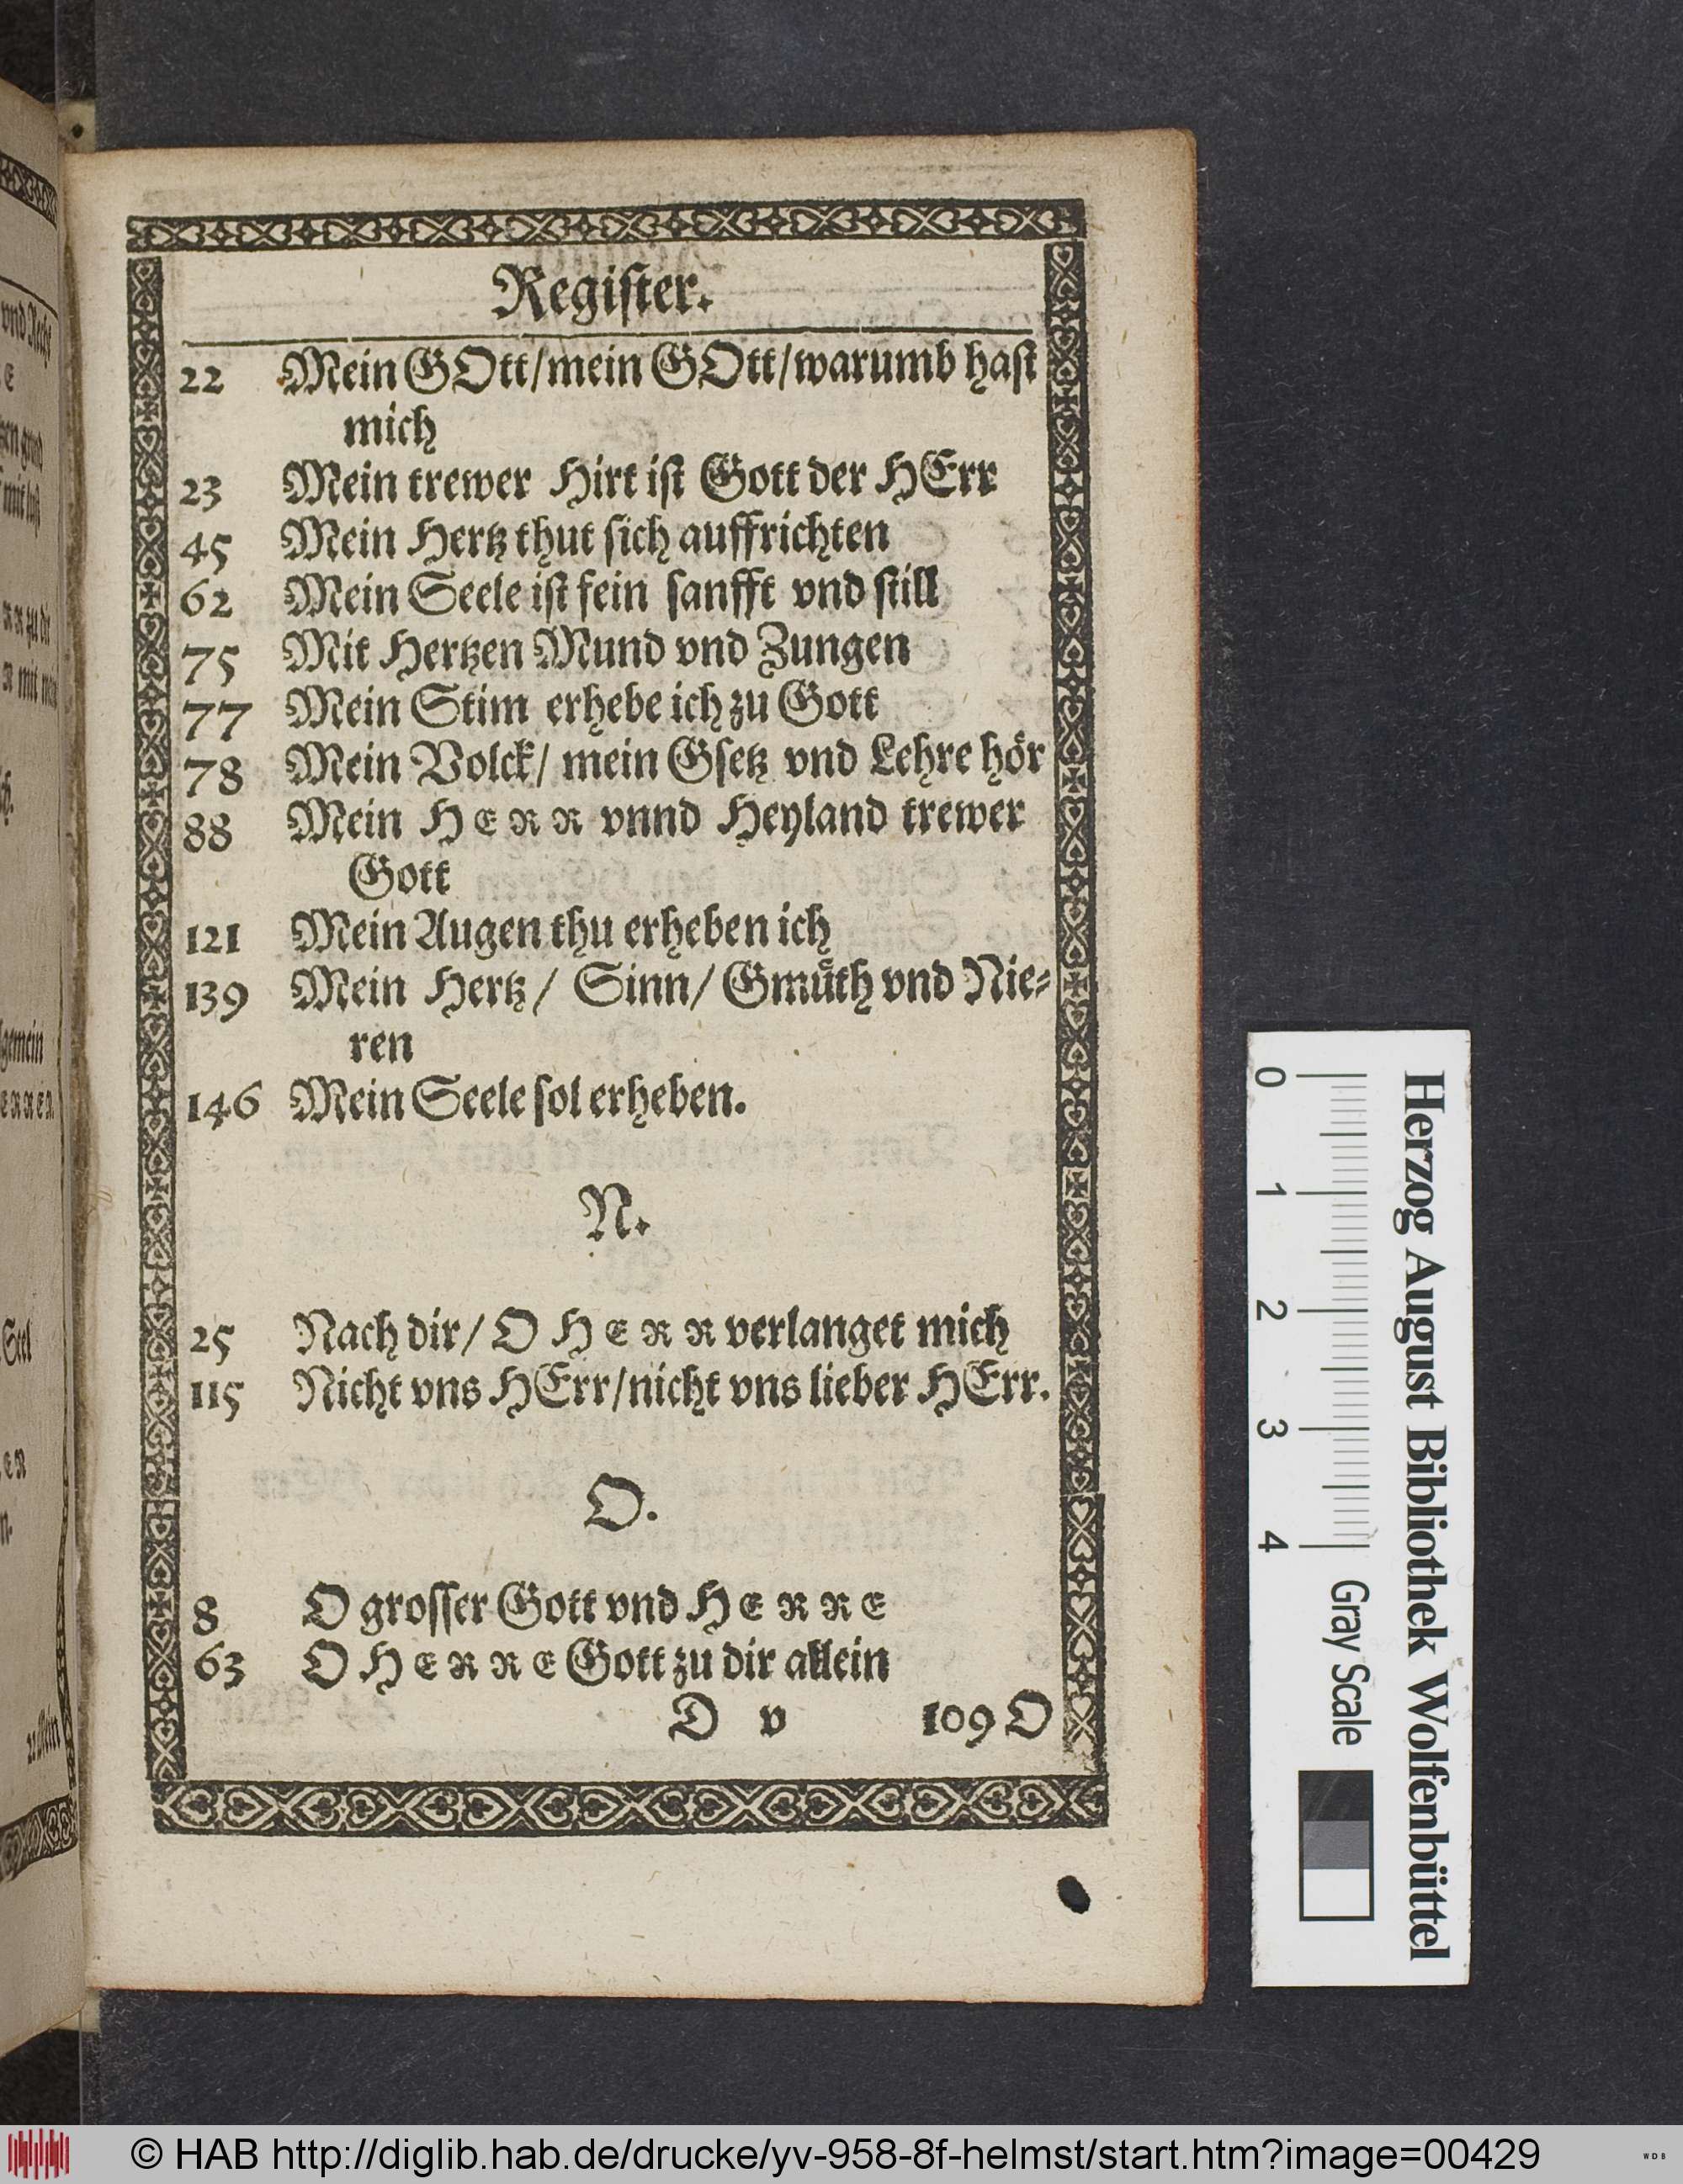 Register.
22 Mein GOtt/mein GOtt/warumb hast
mich
23 Mein trewer Hirt ist Gott der HErr
45 Mein Hertz thut sich auffrichten
62 Mein Seele ist fein sanfft vnd still
75 Mit Hertzen Mund vnd Zungen
77 Mein Stim erhebe ich zu Gott
78 Mein Volck/ mein Gsetz vnd Lehre hör
88 Mein HERR vnnd Heyland trewer
Gott
121 Mein Augen thu erheben ich
139 Mein Hertz/ Sinn/ Gmüth vnd Nie-
ren
146 Mein Seele sol erheben.
N.
25 Nach dir/ O HERR verlanget mich
115 Nicht vns HErr/nicht vns lieber HErr.
O.
8 O grosser Gott vnd HERRE
63 O HERRE Gott zu dir allein
D v 109 O
0 1 2 3 4 Gray Scale
Herzog August Bibliothek Wolfenbüttel
© HAB http://diglib.hab.de/drucke/yv-958-8f-helmst/start.htm?image=00429
WDB